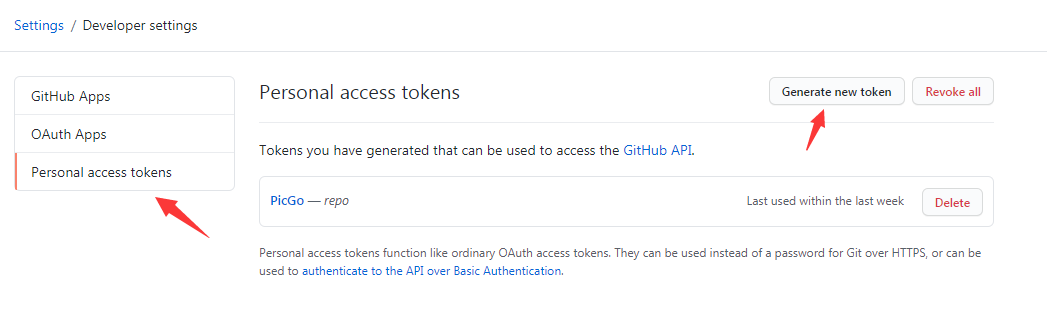 Settings / Developer settings
GitHub Apps
OAuth Apps
Personal access tokens
Personal access tokens
Generate new token
Revoke all
Tokens you have generated that can be used to access the GitHub API.
PicGo — repo
Last used within the last week
Delete
Personal access tokens function like ordinary OAuth access tokens. They can be used instead of a password for Git over HTTPS, or can be
used to authenticate to the API over Basic Authentication.